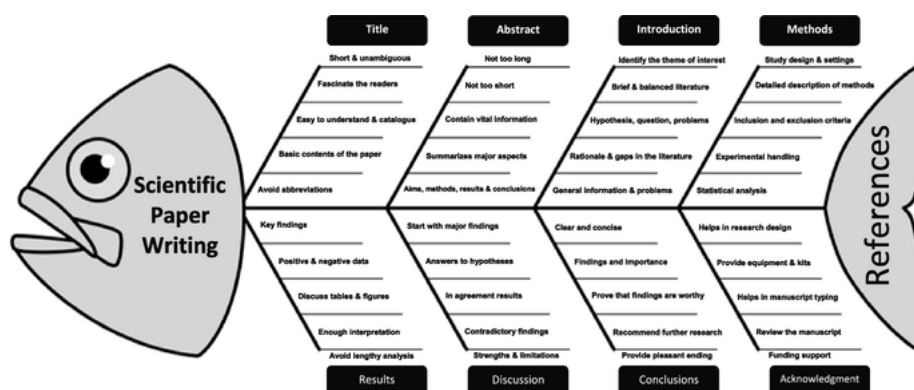 Title
Abstract
Introduction
Methods
Short & unambiguous
Fascinate the readers
Easy to understand & catalogue
Basic contents of the paper
Avoid abbreviations
Not too long
Not too short
Contain vital information
Summarizes major aspects
Aims, methods, results & conclusions
Identify the theme of interest
Brief & balanced literature
Hypothesis, question, problems
Rationale & gaps in the literature
General information & problems
Study design & settings
Detailed description of methods
Inclusion and exclusion criteria
Experimental handling
Statistical analysis
Scientific
Paper
Writing
References
Key findings
Positive & negative data
Discuss tables & figures
Enough interpretation
Avoid lengthy analysis
Start with major findings
Answers to hypotheses
In agreement results
Contradictory findings
Strengths & limitations
Clear and concise
Findings and importance
Prove that findings are worthy
Recommend further research
Provide pleasant ending
Helps in research design
Provide equipment & kits
Helps in manuscript typing
Review the manuscript
Funding support
Results
Discussion
Conclusions
Acknowledgment